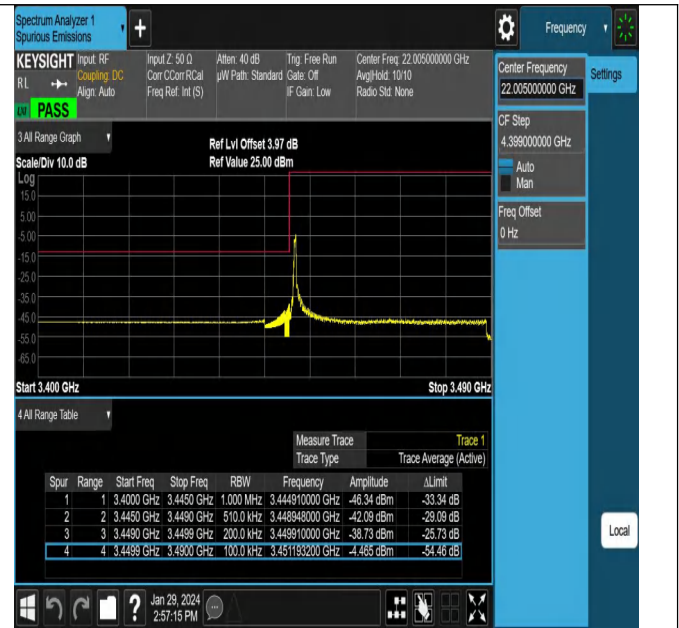 Spectrum Analyzer 1
Spurious Emissions
Frequency
KEYSIGHT Input: RF Input Z: 50 Ω Atten: 40 dB Trig: Free Run Center Freq: 22.005000000 GHz
RL Coupling: DC Corr CCorr RCal µW Path: Standard Gate: Off Avg|Hold: 10/10
Align: Auto Freq Ref: Int (S) IF Gain: Low Radio Std: None
PASS
Center Frequency
22.005000000 GHz
Settings
CF Step
4.399000000 GHz
Auto
Man
Freq Offset
0 Hz
3 All Range Graph
Ref Lvl Offset 3.97 dB
Scale/Div 10.0 dB Ref Value 25.00 dBm
Log
15.0
5.00
-5.00
-15.0
-25.0
-35.0
-45.0
-55.0
-65.0
Start 3.400 GHz Stop 3.490 GHz
4 All Range Table
Measure Trace Trace 1
Trace Type Trace Average (Active)
Spur Range Start Freq Stop Freq RBW Frequency Amplitude ΔLimit
1 1 3.4000 GHz 3.4450 GHz 1.000 MHz 3.444910000 GHz -46.34 dBm -33.34 dB
2 2 3.4450 GHz 3.4490 GHz 510.0 kHz 3.448948000 GHz -42.09 dBm -29.09 dB
3 3 3.4490 GHz 3.4499 GHz 200.0 kHz 3.449910000 GHz -38.73 dBm -25.73 dB
4 4 3.4499 GHz 3.4900 GHz 100.0 kHz 3.451193200 GHz -4.465 dBm -54.46 dB
Local
Jan 29, 2024
2:57:15 PM